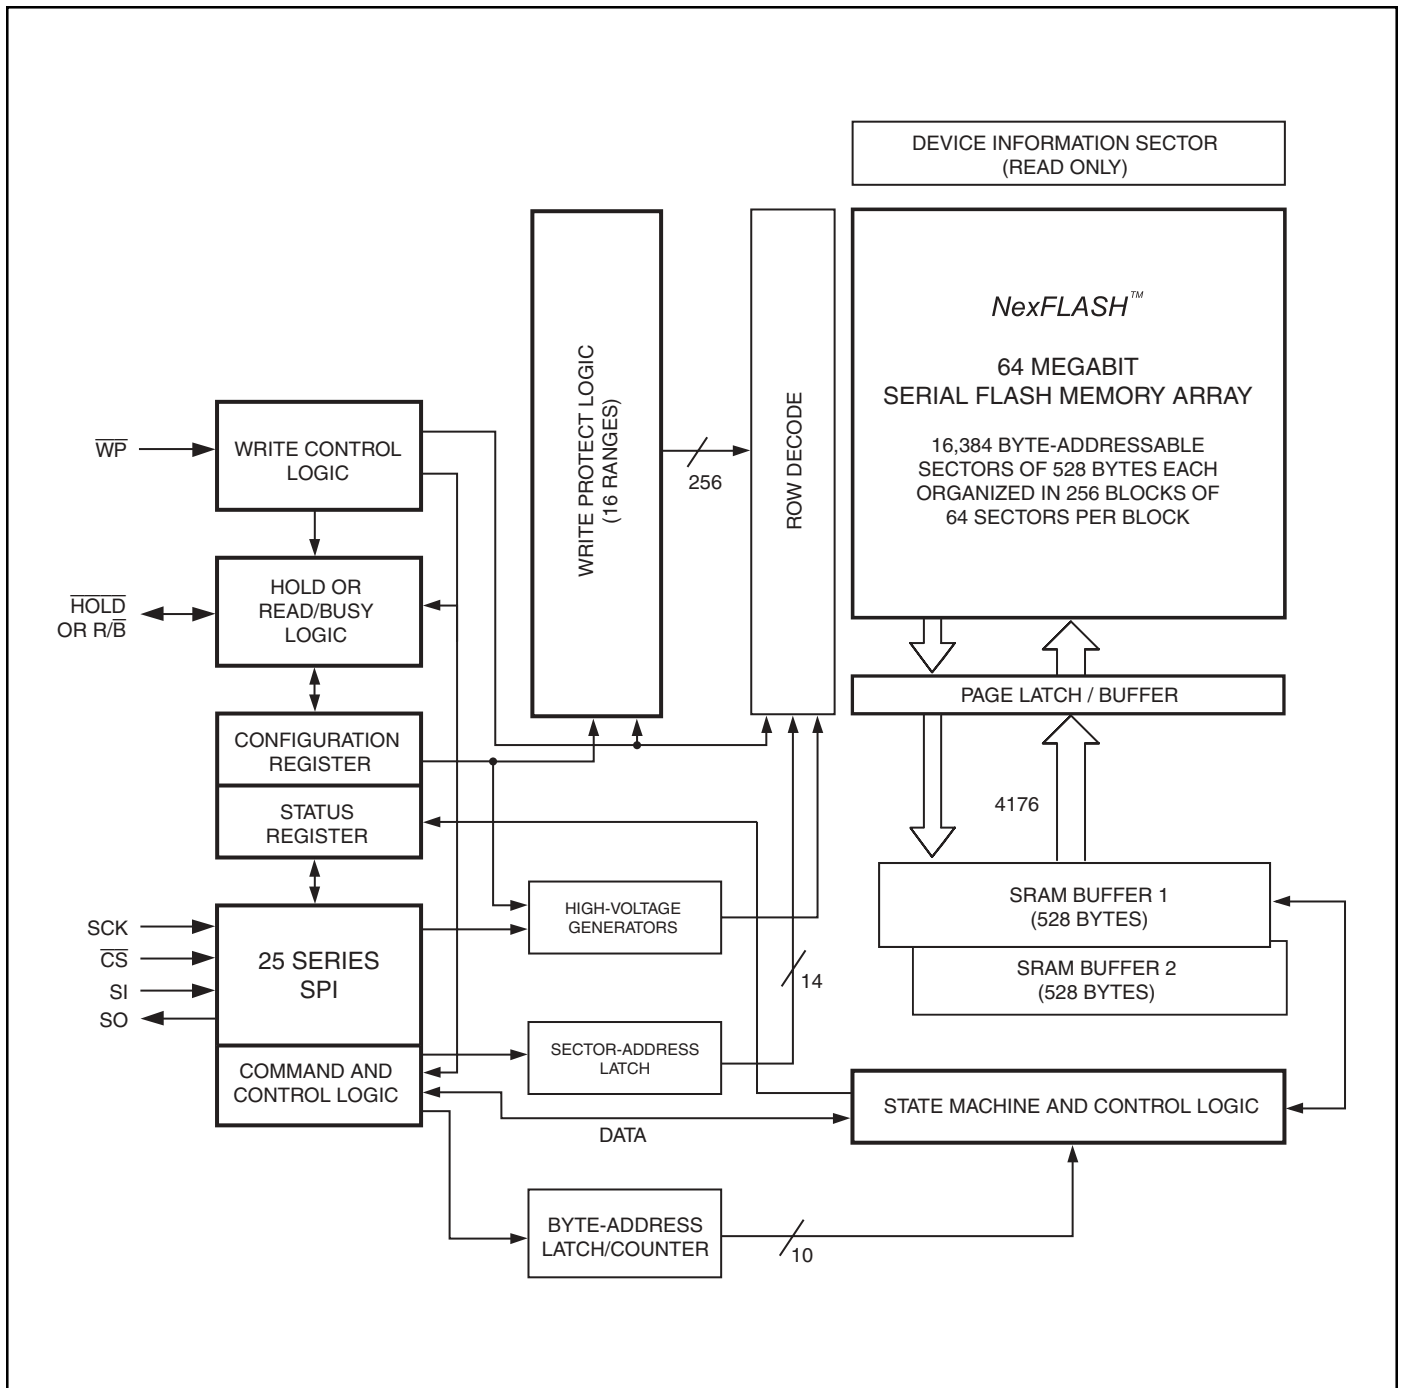 DEVICE INFORMATION SECTOR
(READ ONLY)
NexFLASH™
64 MEGABIT
SERIAL FLASH MEMORY ARRAY
16,384 BYTE-ADDRESSABLE
SECTORS OF 528 BYTES EACH
ORGANIZED IN 256 BLOCKS OF
64 SECTORS PER BLOCK
WRITE PROTECT LOGIC
(16 RANGES)
256
ROW DECODE
W̅P̅
WRITE CONTROL
LOGIC
H̅O̅L̅D̅
OR R/B̅
HOLD OR
READ/BUSY
LOGIC
PAGE LATCH / BUFFER
CONFIGURATION
REGISTER
STATUS
REGISTER
4176
SRAM BUFFER 1
(528 BYTES)
SRAM BUFFER 2
(528 BYTES)
HIGH-VOLTAGE
GENERATORS
SCK
C̅S̅
SI
SO
25 SERIES
SPI
14
SECTOR-ADDRESS
LATCH
COMMAND AND
CONTROL LOGIC
STATE MACHINE AND CONTROL LOGIC
DATA
BYTE-ADDRESS
LATCH/COUNTER
10